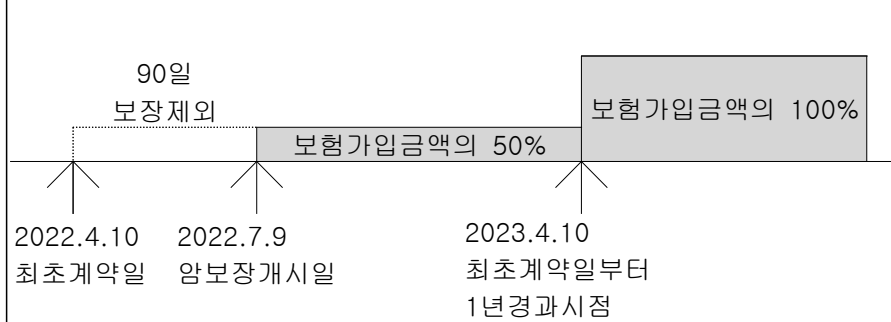 90일
보장제외
보험가입금액의 50%
보험가입금액의 100%
2022.4.10
최초계약일
2022.7.9
암보장개시일
2023.4.10
최초계약일부터
1년경과시점